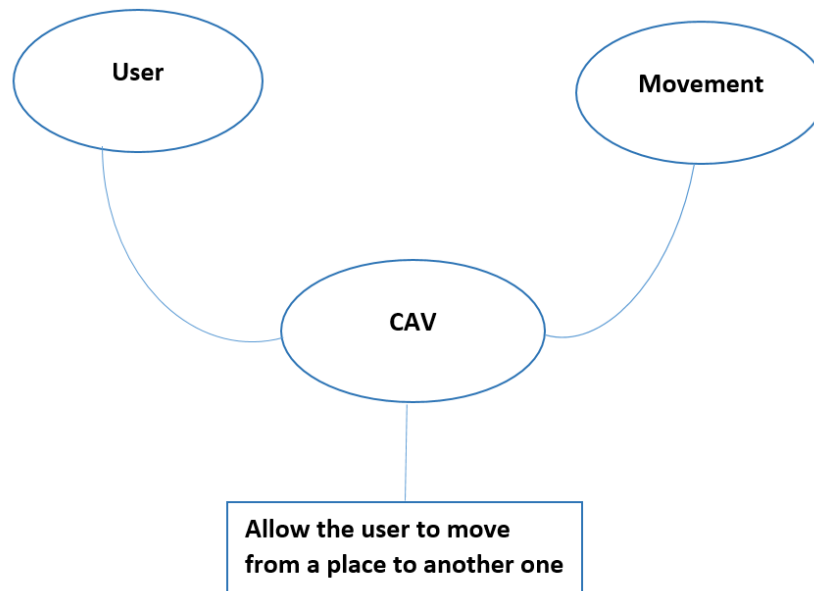 User
Movement
CAV
Allow the user to move
from a place to another one